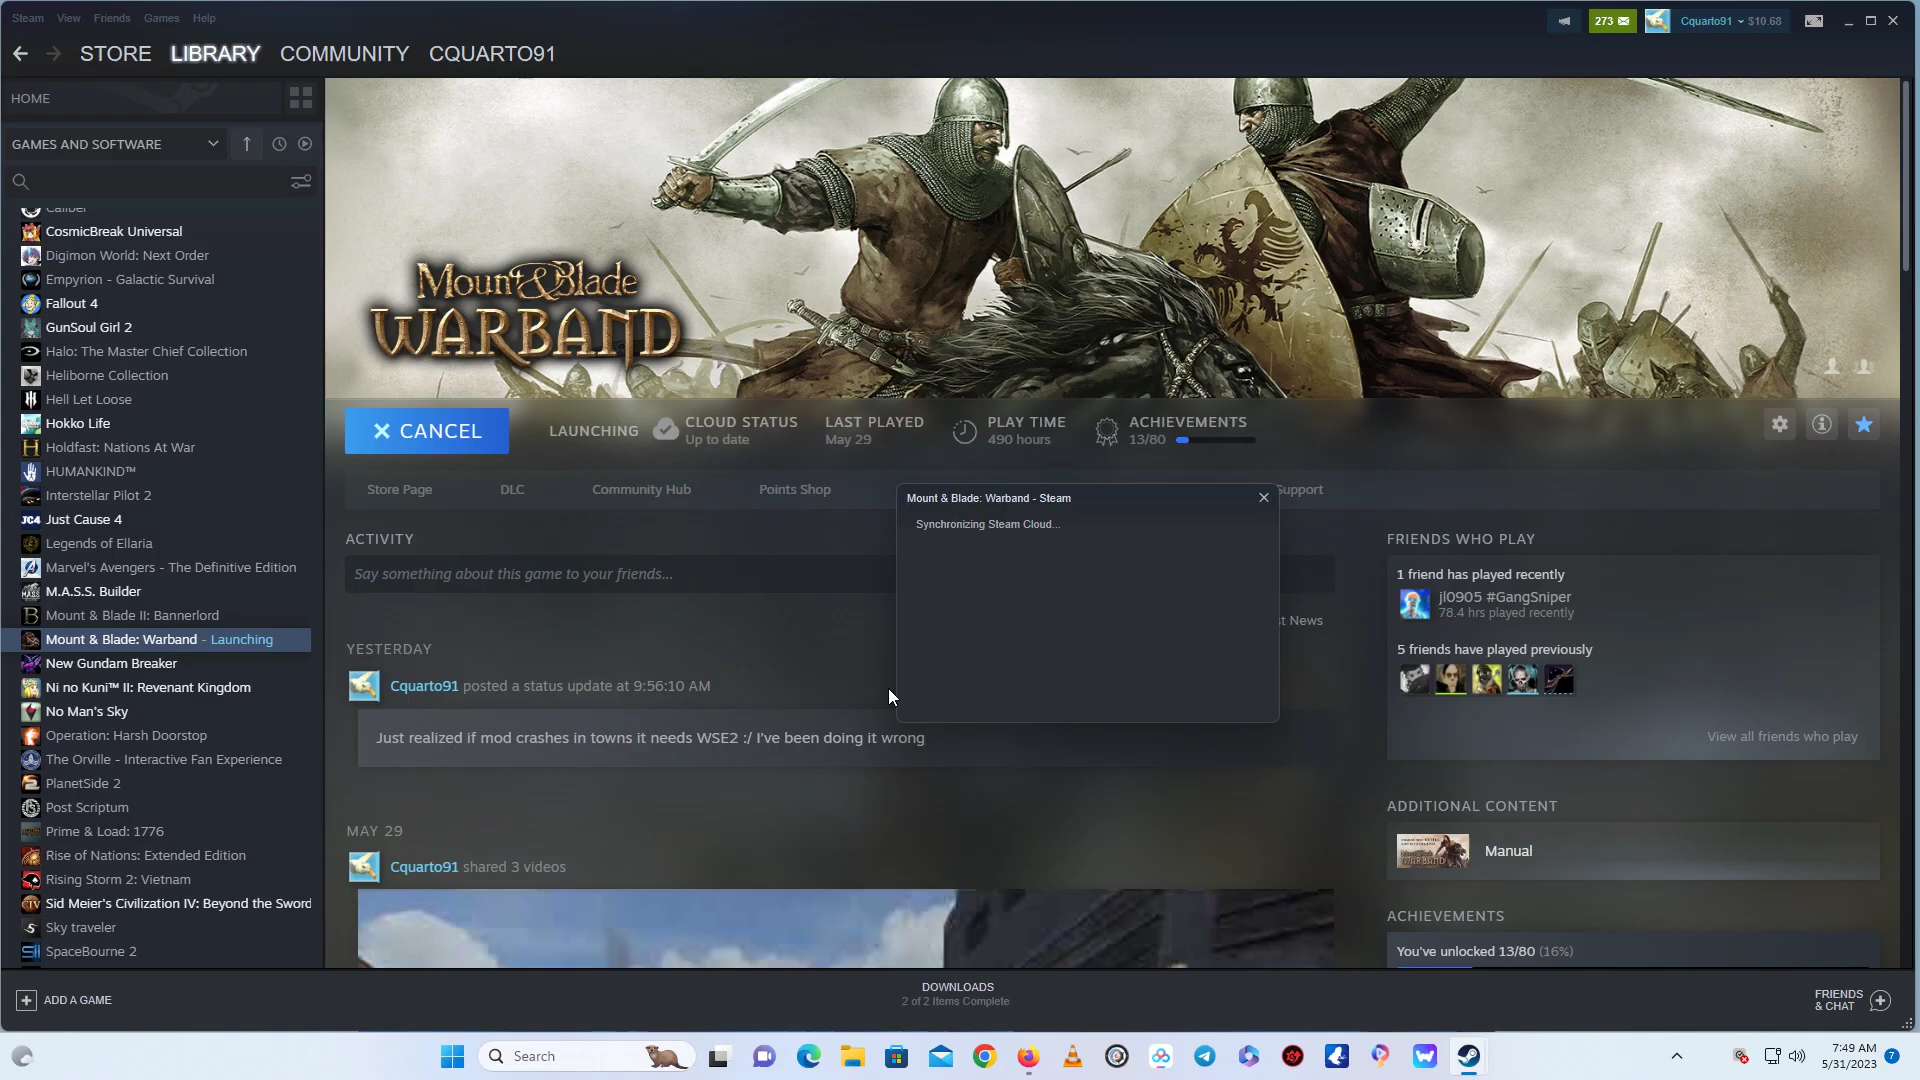 Steam View Friends Games Help
273
Cquarto91 $10.68
STORE LIBRARY COMMUNITY CQUARTO91
HOME
GAMES AND SOFTWARE
Caliber
CosmicBreak Universal
Digimon World: Next Order
Empyrion - Galactic Survival
Fallout 4
GunSoul Girl 2
Halo: The Master Chief Collection
Heliborne Collection
Hell Let Loose
Hokko Life
Holdfast: Nations At War
HUMANKIND™
Interstellar Pilot 2
JC4 Just Cause 4
Legends of Ellaria
Marvel's Avengers - The Definitive Edition
M.A.S.S. Builder
Mount & Blade II: Bannerlord
Mount & Blade: Warband - Launching
New Gundam Breaker
Ni no Kuni™ II: Revenant Kingdom
No Man's Sky
Operation: Harsh Doorstop
The Orville - Interactive Fan Experience
PlanetSide 2
Post Scriptum
Prime & Load: 1776
Rise of Nations: Extended Edition
Rising Storm 2: Vietnam
Sid Meier's Civilization IV: Beyond the Sword
Sky traveler
SpaceBourne 2
Mount&Blade
WARBAND
CANCEL
LAUNCHING
CLOUD STATUS
Up to date
LAST PLAYED
May 29
PLAY TIME
490 hours
ACHIEVEMENTS
13/80
Store Page DLC Community Hub Points Shop Support
Mount & Blade: Warband - Steam
Synchronizing Steam Cloud...
ACTIVITY
Say something about this game to your friends...
st News
YESTERDAY
Cquarto91 posted a status update at 9:56:10 AM
Just realized if mod crashes in towns it needs WSE2 :/ I've been doing it wrong
MAY 29
Cquarto91 shared 3 videos
FRIENDS WHO PLAY
1 friend has played recently
jl0905 #GangSniper
78.4 hrs played recently
5 friends have played previously
View all friends who play
ADDITIONAL CONTENT
WARBAND
Manual
ACHIEVEMENTS
You've unlocked 13/80 (16%)
ADD A GAME
DOWNLOADS
2 of 2 Items Complete
FRIENDS
& CHAT
Search
7:49 AM
5/31/2023
7